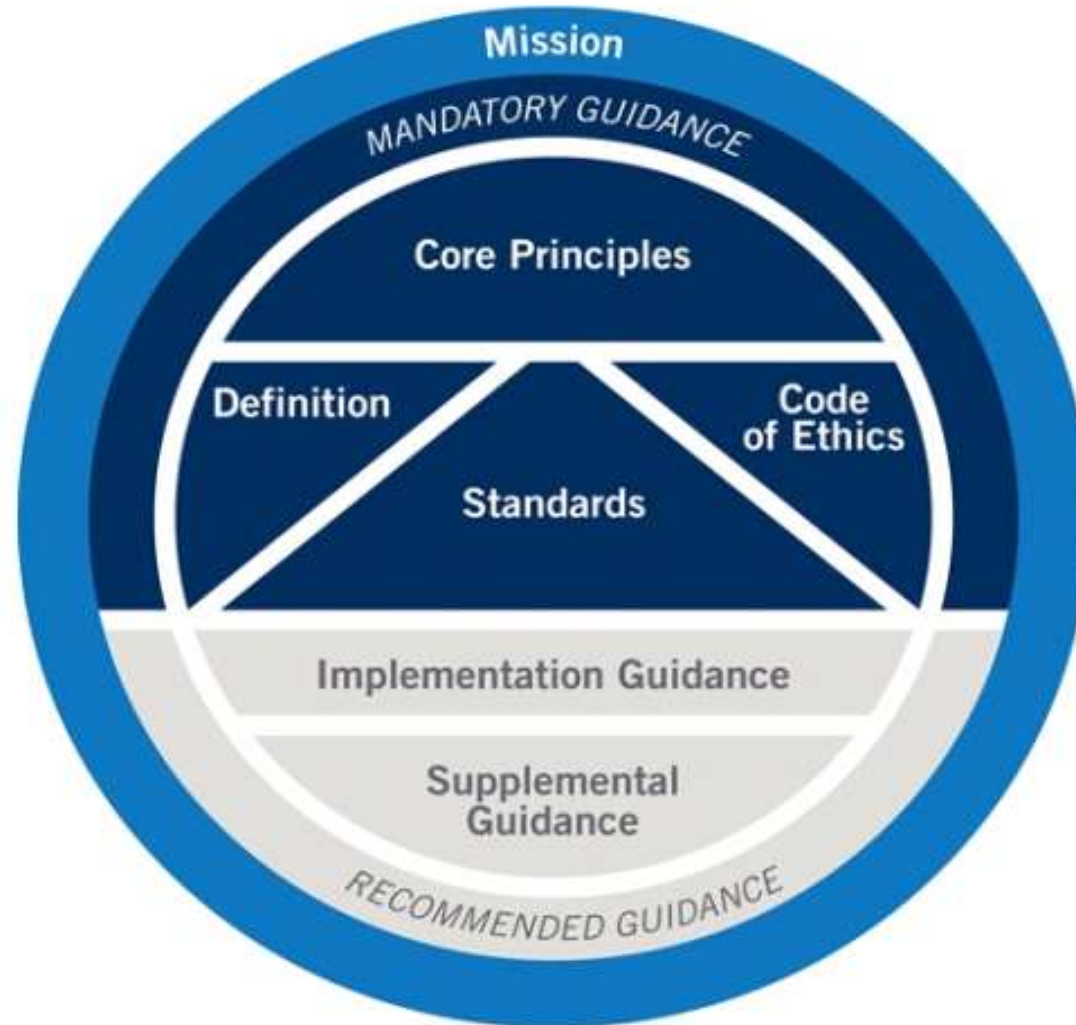 Mission
MANDATORY GUIDANCE
Core Principles
Definition
Code
of Ethics
Standards
Implementation Guidance
Supplemental
Guidance
RECOMMENDED GUIDANCE